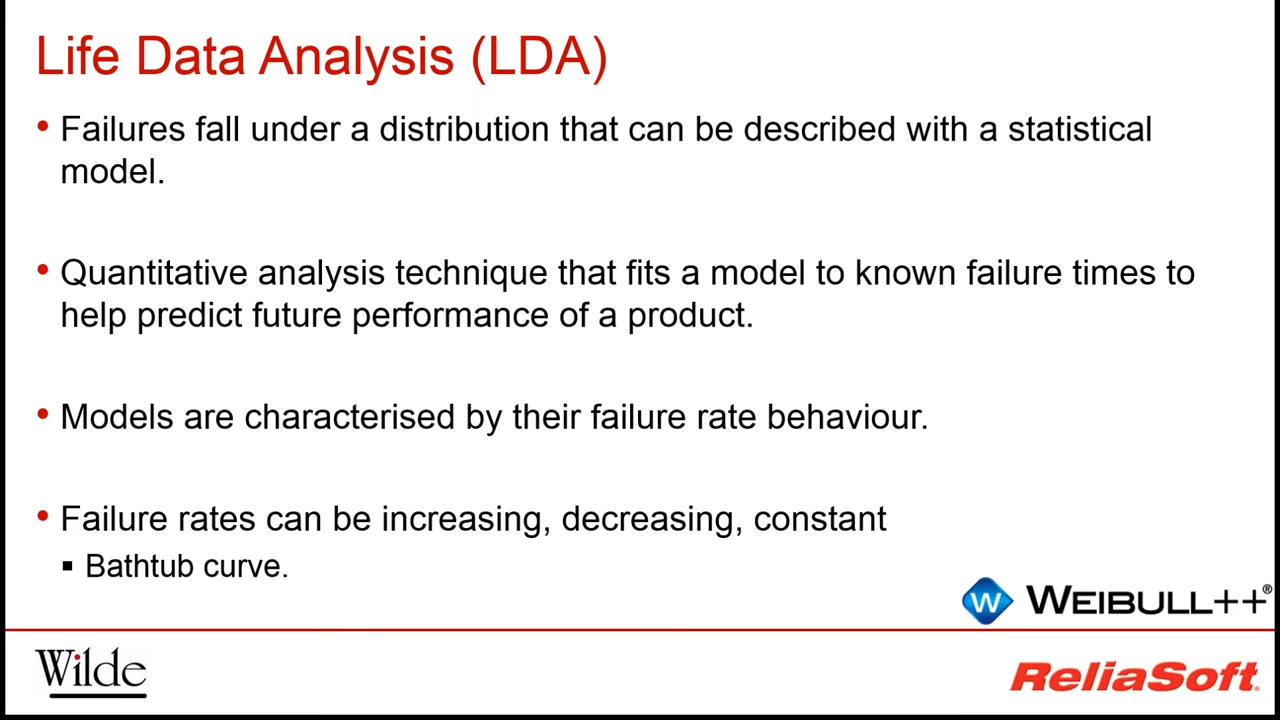 Life Data Analysis (LDA)
• Failures fall under a distribution that can be described with a statistical
model.
• Quantitative analysis technique that fits a model to known failure times to
help predict future performance of a product.
• Models are characterised by their failure rate behaviour.
• Failure rates can be increasing, decreasing, constant
▪ Bathtub curve.
W WEIBULL++®
Wilde
ReliaSoft.